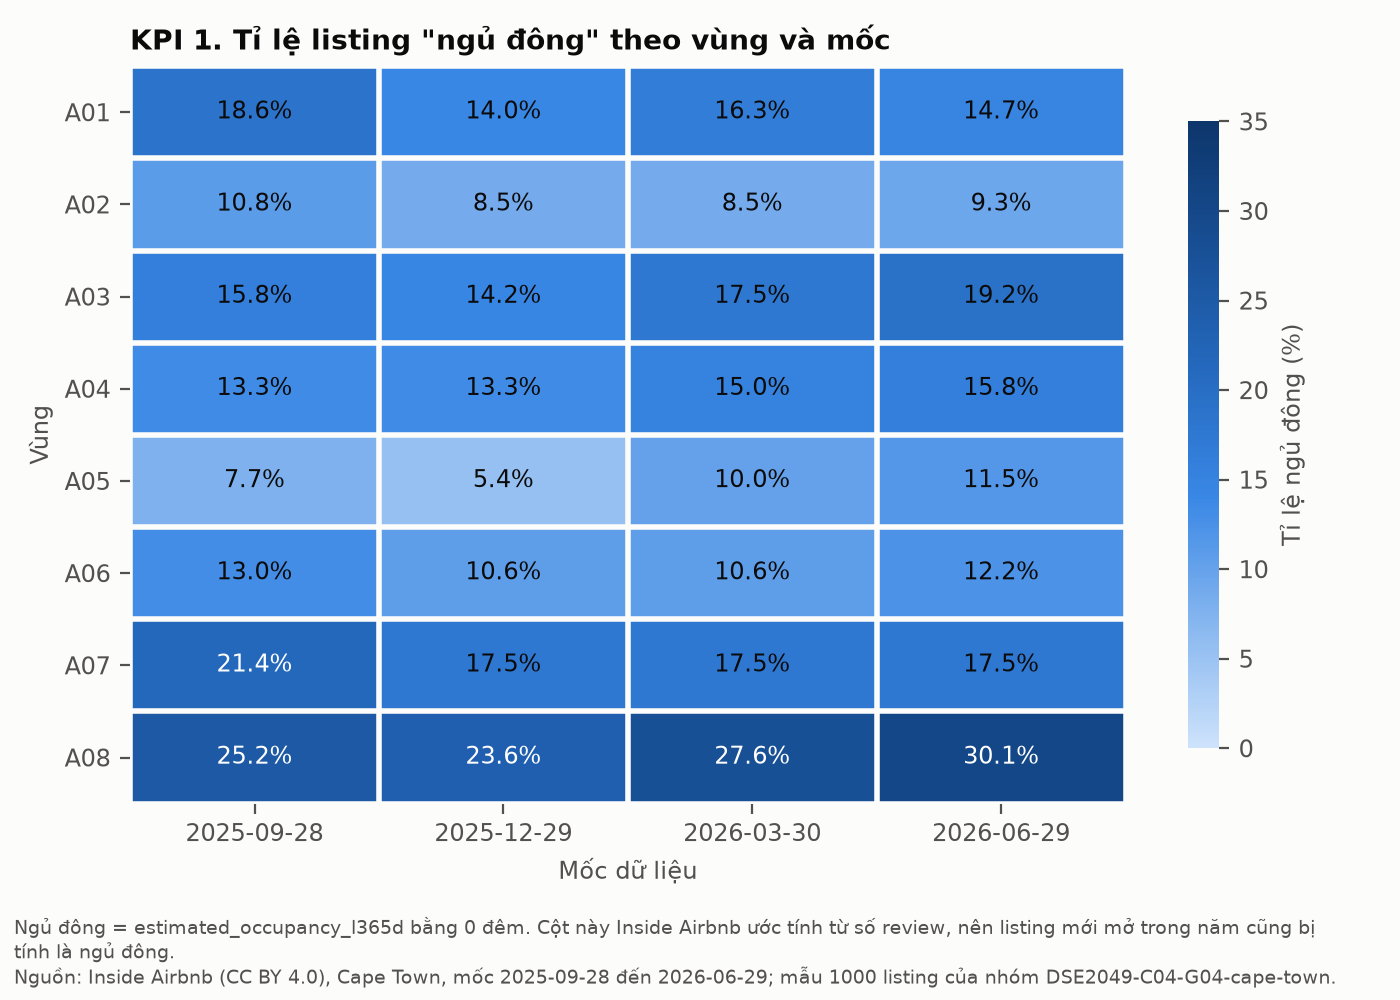 KPI 1. Tỉ lệ listing "ngủ đông" theo vùng và mốc
A01 18.6% 14.0% 16.3% 14.7%
A02 10.8% 8.5% 8.5% 9.3%
A03 15.8% 14.2% 17.5% 19.2%
A04 13.3% 13.3% 15.0% 15.8%
A05 7.7% 5.4% 10.0% 11.5%
A06 13.0% 10.6% 10.6% 12.2%
A07 21.4% 17.5% 17.5% 17.5%
A08 25.2% 23.6% 27.6% 30.1%
Vùng
2025-09-28 2025-12-29 2026-03-30 2026-06-29
Mốc dữ liệu
35
30
25
20
15
10
5
0
Tỉ lệ ngủ đông (%)
Ngủ đông = estimated_occupancy_l365d bằng 0 đêm. Cột này Inside Airbnb ước tính từ số review, nên listing mới mở trong năm cũng bị
tính là ngủ đông.
Nguồn: Inside Airbnb (CC BY 4.0), Cape Town, mốc 2025-09-28 đến 2026-06-29; mẫu 1000 listing của nhóm DSE2049-C04-G04-cape-town.